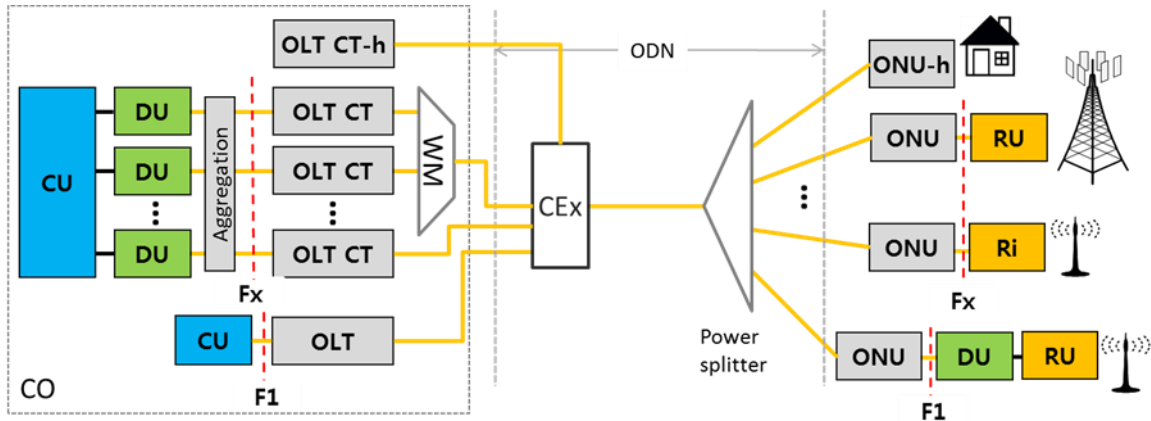 OLT CT-h
ODN
ONU-h
DU
OLT CT
ONU
RU
CU
DU
Aggregation
OLT CT
WM
CEx
DU
OLT CT
ONU
Ri
Fx
Fx
CU
OLT
Power
splitter
ONU
DU
RU
CO
F1
F1